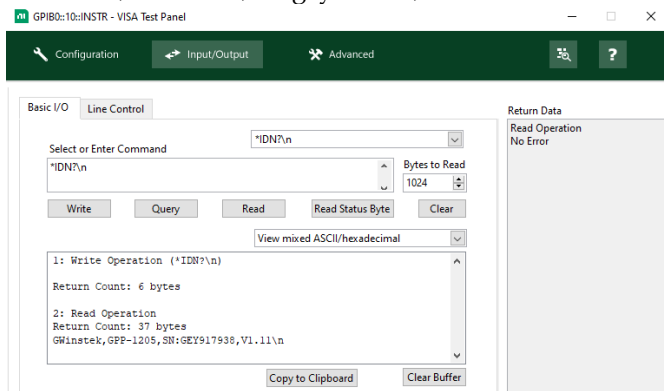 GPIB0::10::INSTR - VISA Test Panel
Configuration
Input/Output
Advanced
?
Basic I/O
Line Control
Return Data
Select or Enter Command
*IDN?\n
*IDN?\n
Bytes to Read
1024
Write
Query
Read
Read Status Byte
Clear
View mixed ASCII/hexadecimal
1: Write Operation (*IDN?\n)
Return Count: 6 bytes
2: Read Operation
Return Count: 37 bytes
GWinstek,GPP-1205,SN:GEY917938,V1.11\n
Copy to Clipboard
Clear Buffer
Read Operation
No Error